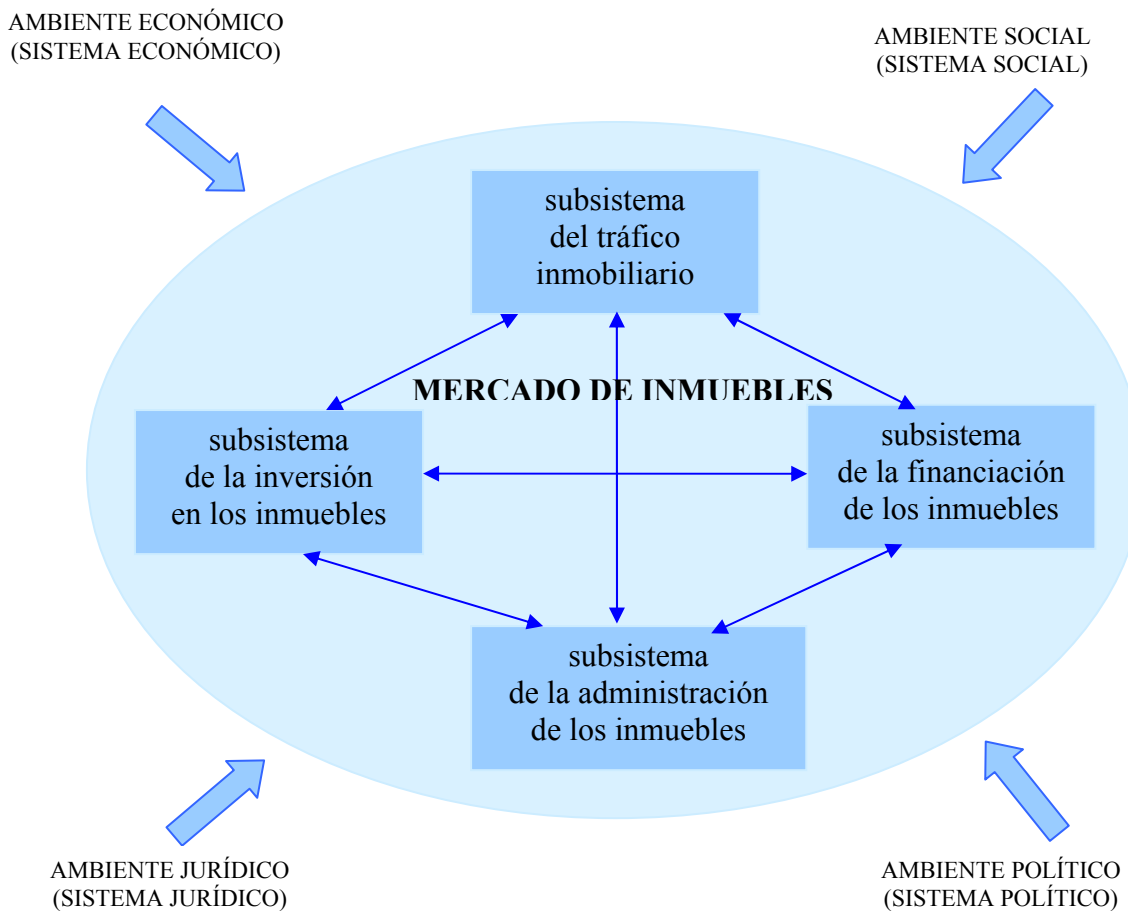 AMBIENTE ECONÓMICO
(SISTEMA ECONÓMICO)
AMBIENTE SOCIAL
(SISTEMA SOCIAL)
subsistema
del tráfico
inmobiliario
MERCADO DE INMUEBLES
subsistema
de la inversión
en los inmuebles
subsistema
de la financiación
de los inmuebles
subsistema
de la administración
de los inmuebles
AMBIENTE JURÍDICO
(SISTEMA JURÍDICO)
AMBIENTE POLÍTICO
(SISTEMA POLÍTICO)